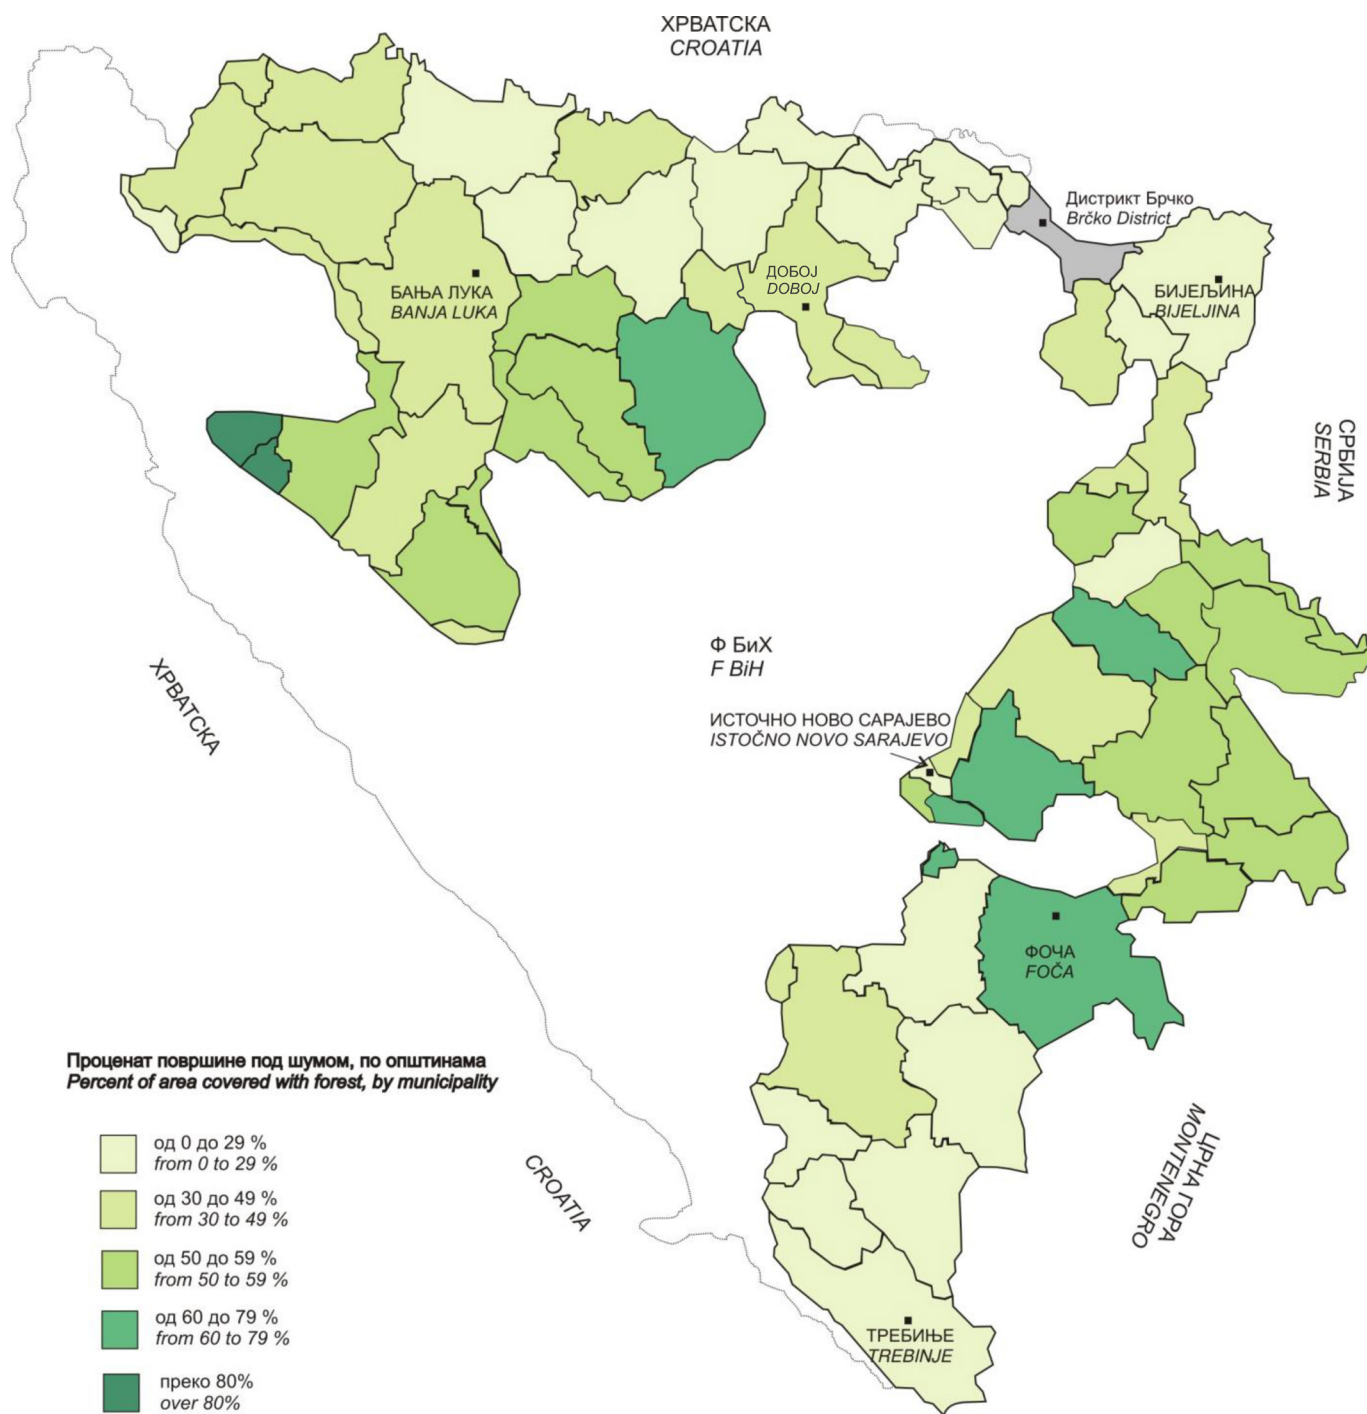 ХРВАТСКА
CROATIA
Дистрикт Брчко
Brčko District
БАЊА ЛУКА
BANJA LUKA
ДОБОЈ
DOBOJ
БИЈЕЉИНА
BIJELJINA
СРБИЈА
SERBIA
Ф БиХ
F BiH
ХРВАТСКА
ИСТОЧНО НОВО САРАЈЕВО
ISTOČNO NOVO SARAJEVO
ФОЧА
FOČA
Проценат површине под шумом, по општинама
Percent of area covered with forest, by municipality
од 0 до 29 %
from 0 to 29 %
од 30 до 49 %
from 30 to 49 %
од 50 до 59 %
from 50 to 59 %
од 60 до 79 %
from 60 to 79 %
преко 80%
over 80%
CROATIA
ЦРНА ГОРА
MONTENEGRO
ТРЕБИЊЕ
TREBINJE